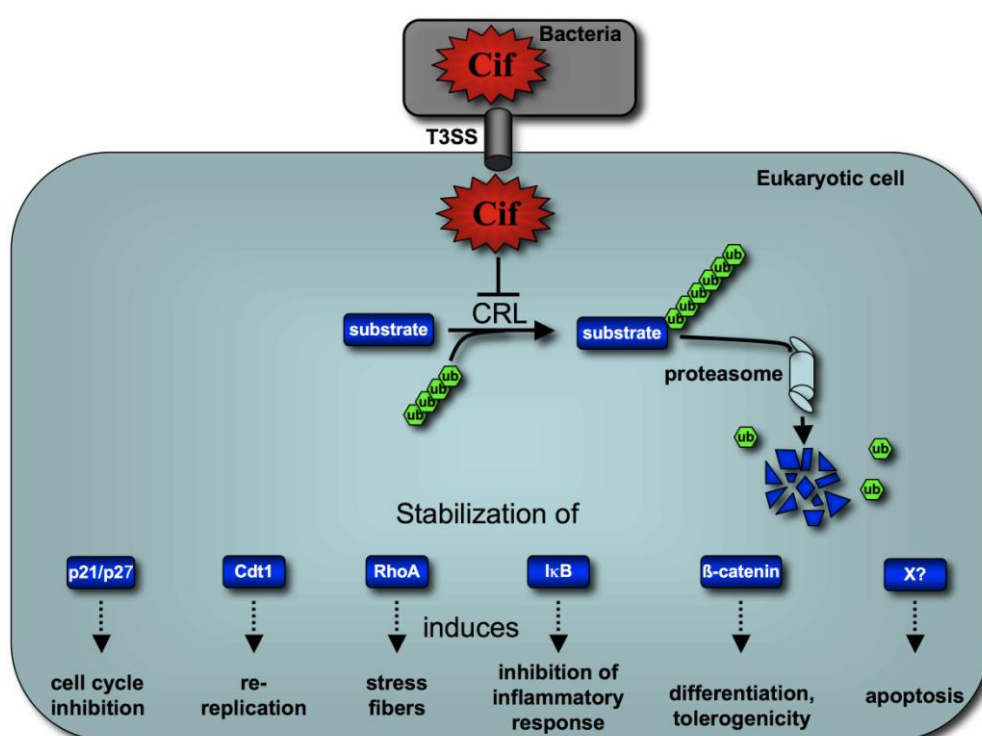 Bacteria
Cif
T3SS
Eukaryotic cell
Cif
CRL
substrate
substrate
ub
ub
ub
ub
ub
ub
ub
ub
ub
ub
proteasome
ub
ub
ub
Stabilization of
p21/p27
Cdt1
RhoA
IκB
ß-catenin
X?
induces
cell cycle
inhibition
re-
replication
stress
fibers
inhibition of
inflammatory
response
differentiation,
tolerogenicity
apoptosis